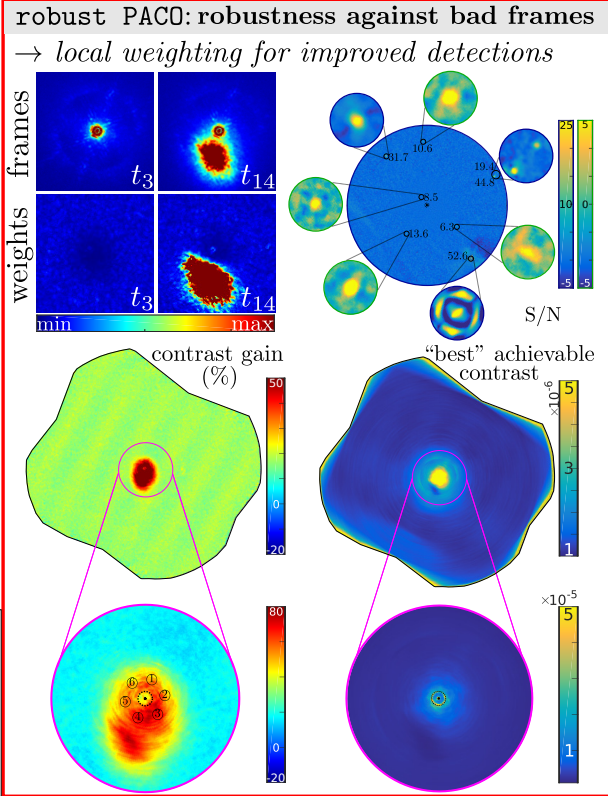 robust PACO: robustness against bad frames
→ local weighting for improved detections
frames
t3
t14
weights
t3
t14
min
max
31.7
10.6
19.4
44.8
8.5
6.3
13.6
52.6
25
10
0
-5
5
0
-5
S/N
contrast gain
(%)
50
0
-20
"best" achievable
contrast
×10-6
5
3
1
80
0
-20
1
2
3
4
5
6
×10-5
5
1